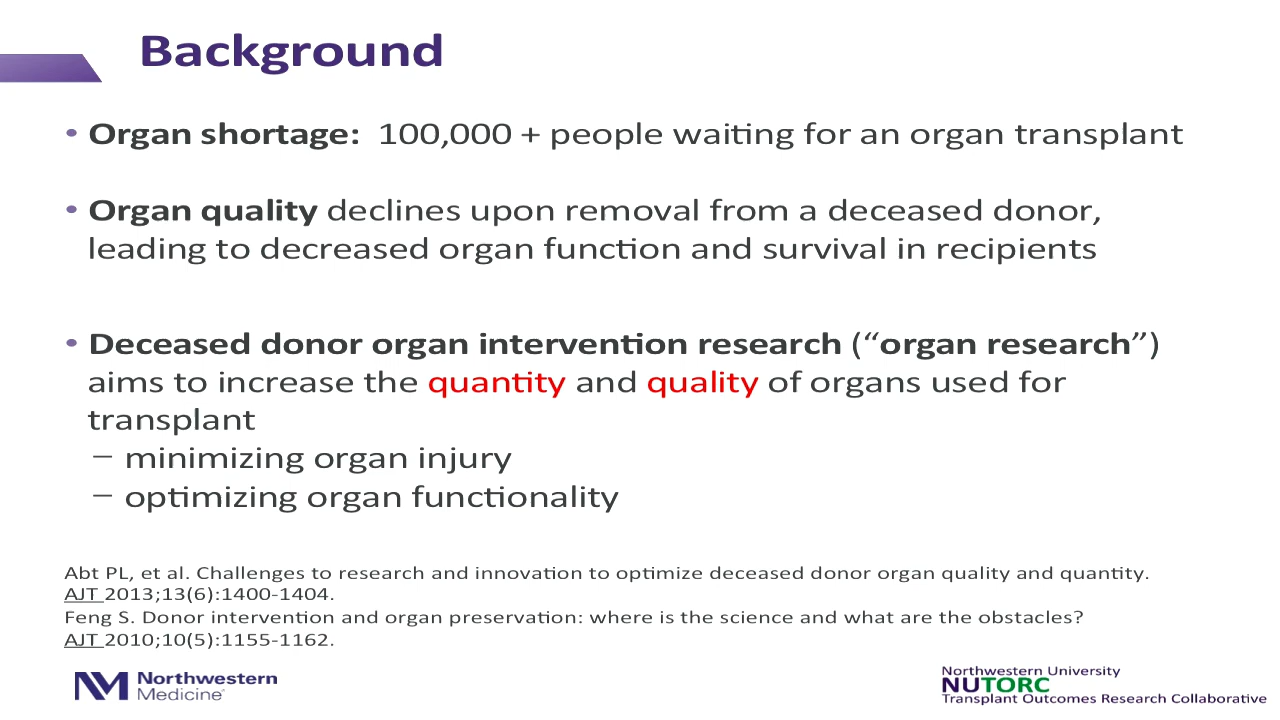 Background
• Organ shortage:  100,000 + people waiting for an organ transplant
• Organ quality declines upon removal from a deceased donor,
leading to decreased organ function and survival in recipients
• Deceased donor organ intervention research (“organ research”)
aims to increase the quantity and quality of organs used for
transplant
– minimizing organ injury
– optimizing organ functionality
Abt PL, et al. Challenges to research and innovation to optimize deceased donor organ quality and quantity.
AJT 2013;13(6):1400-1404.
Feng S. Donor intervention and organ preservation: where is the science and what are the obstacles?
AJT 2010;10(5):1155-1162.
NM Northwestern
Medicine®
Northwestern University
NUTORC
Transplant Outcomes Research Collaborative